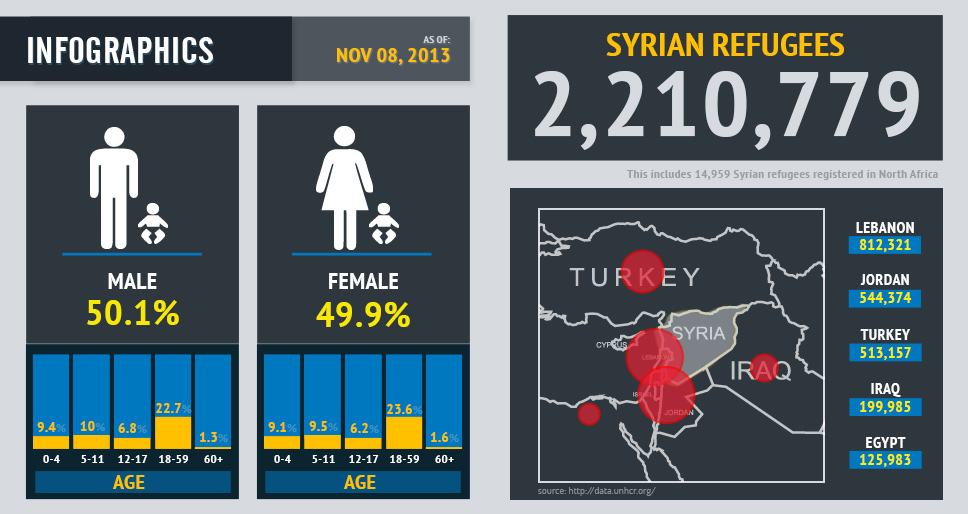 INFOGRAPHICS
AS OF:
NOV 08, 2013
MALE
50.1%
9.4%
10%
6.8%
22.7%
1.3%
0-4
5-11
12-17
18-59
60+
AGE
FEMALE
49.9%
9.1%
9.5%
6.2%
23.6%
1.6%
0-4
5-11
12-17
18-59
60+
AGE
SYRIAN REFUGEES
2,210,779
This includes 14,959 Syrian refugees registered in North Africa
TURKEY
SYRIA
CYPRUS
LEBANON
IRAQ
JORDAN
source: http://data.unhcr.org/
LEBANON
812,321
JORDAN
544,374
TURKEY
513,157
IRAQ
199,985
EGYPT
125,983